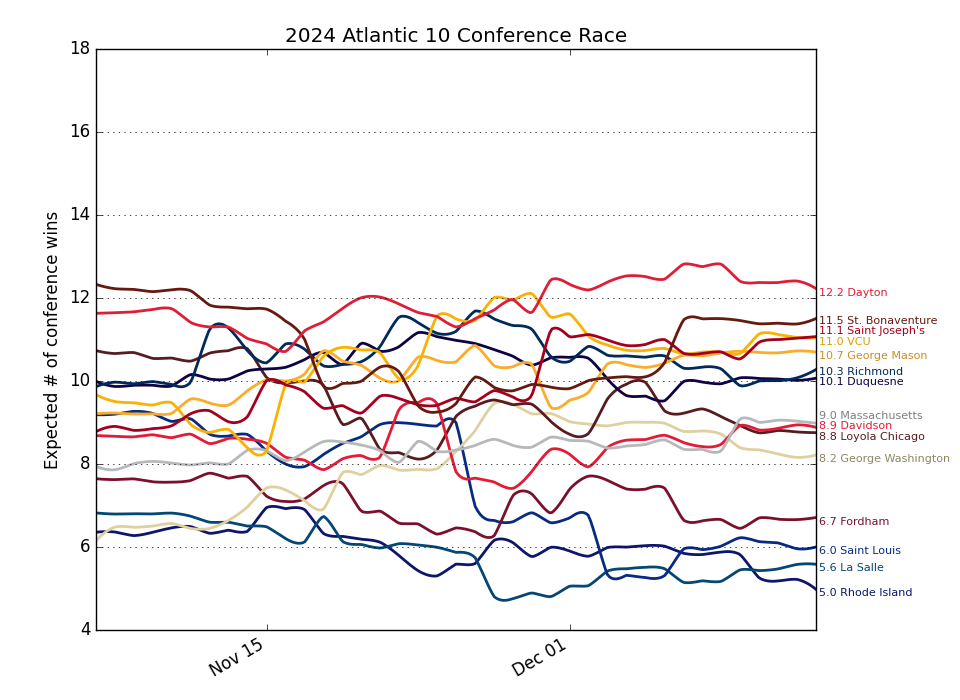 2024 Atlantic 10 Conference Race
Expected # of conference wins
18
16
14
12
10
8
6
4
Nov 15
Dec 01
12.2 Dayton
11.5 St. Bonaventure
11.1 Saint Joseph's
11.0 VCU
10.7 George Mason
10.3 Richmond
10.1 Duquesne
9.0 Massachusetts
8.9 Davidson
8.8 Loyola Chicago
8.2 George Washington
6.7 Fordham
6.0 Saint Louis
5.6 La Salle
5.0 Rhode Island